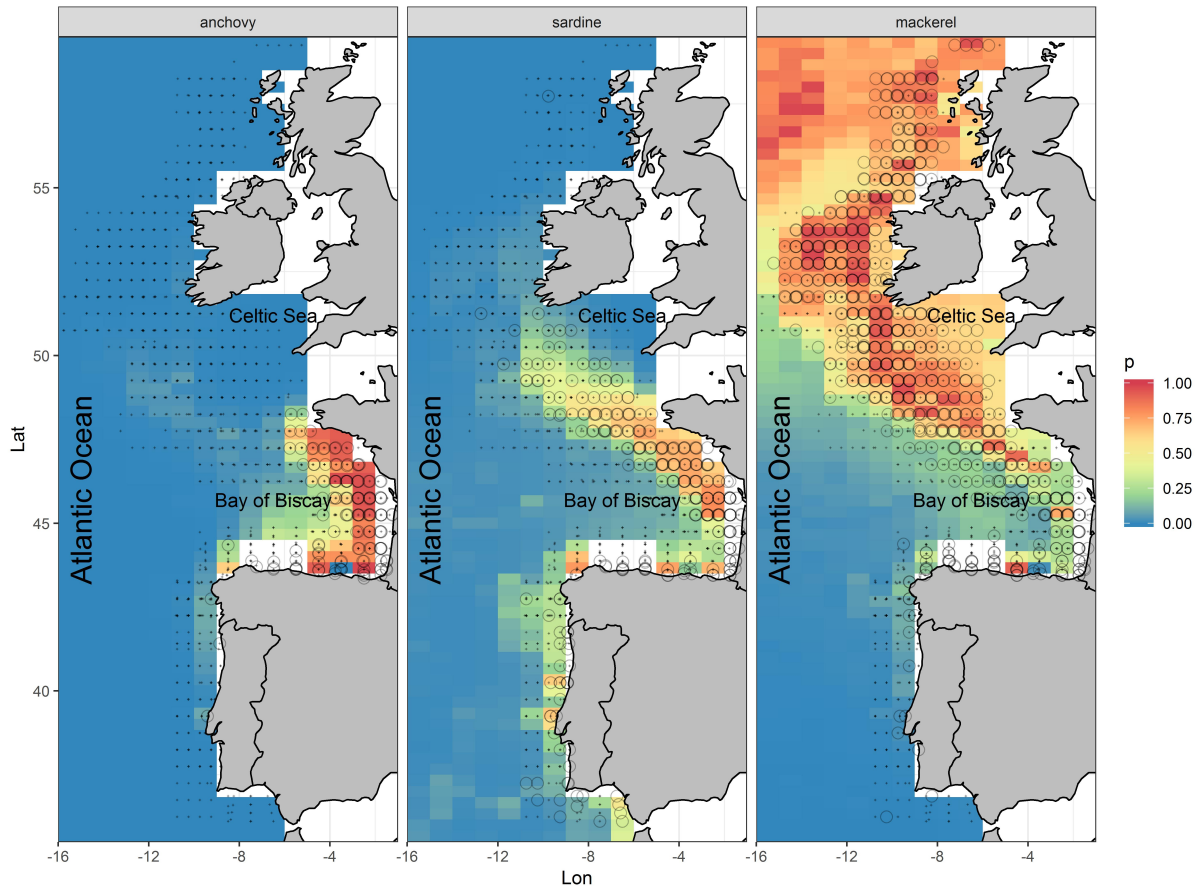 anchovy
sardine
mackerel
55
50
45
40
Lat
Atlantic Ocean
Celtic Sea
Bay of Biscay
Atlantic Ocean
Celtic Sea
Bay of Biscay
Atlantic Ocean
Celtic Sea
Bay of Biscay
p
1.00
0.75
0.50
0.25
0.00
-16
-12
-8
-4
-16
-12
-8
-4
-16
-12
-8
-4
Lon